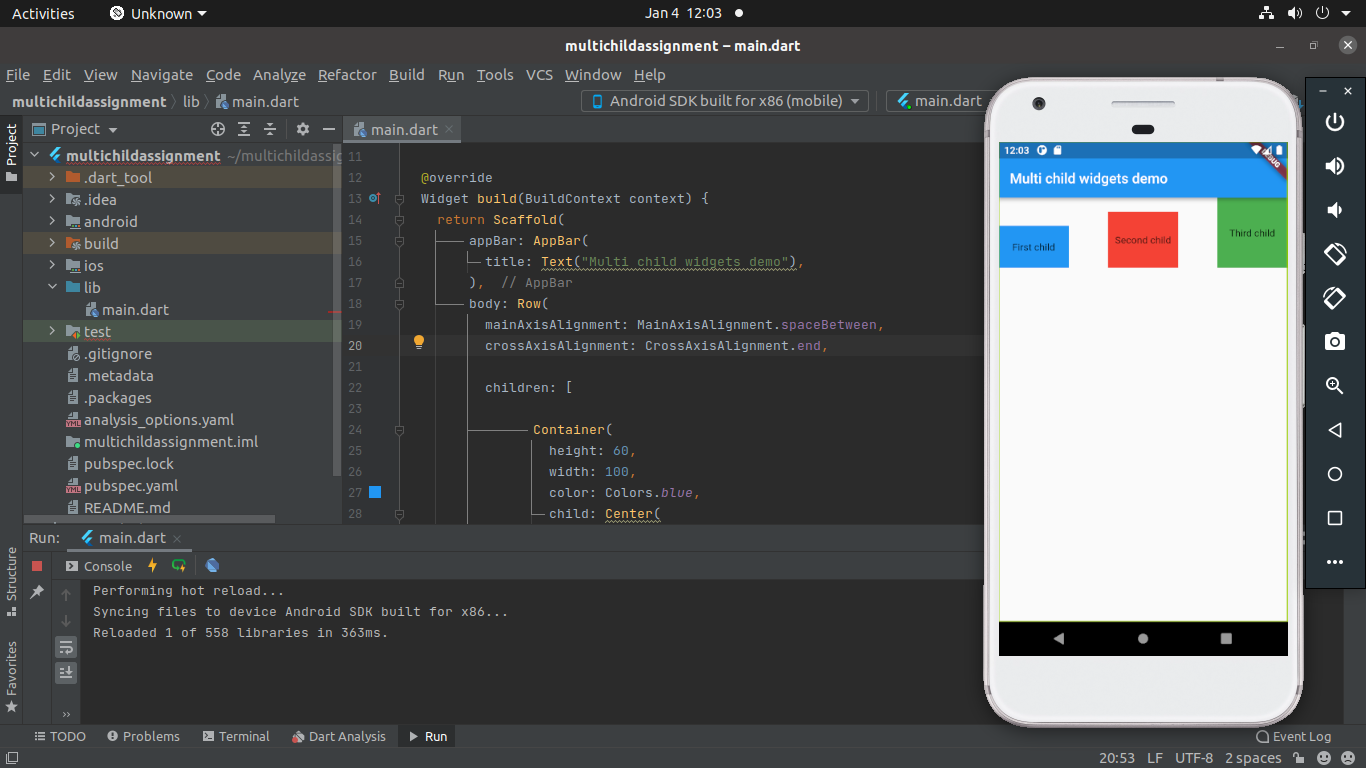 Activities Unknown Jan 4 12:03
multichildassignment – main.dart
File Edit View Navigate Code Analyze Refactor Build Run Tools VCS Window Help
multichildassignment lib main.dart Android SDK built for x86 (mobile) main.dart
Project
Project
main.dart
multichildassignment ~/multichildassig
.dart_tool
.idea
android
build
ios
lib
main.dart
test
.gitignore
.metadata
.packages
analysis_options.yaml
multichildassignment.iml
pubspec.lock
pubspec.yaml
README.md
11
12 @override
13 Widget build(BuildContext context) {
14 return Scaffold(
15 appBar: AppBar(
16 title: Text("Multi child widgets demo"),
17 ), // AppBar
18 body: Row(
19 mainAxisAlignment: MainAxisAlignment.spaceBetween,
20 crossAxisAlignment: CrossAxisAlignment.end,
21
22 children: [
23
24 Container(
25 height: 60,
26 width: 100,
27 color: Colors.blue,
28 child: Center(
12:03
DEBUG
Multi child widgets demo
First child
Second child
Third child
Structure
Favorites
Run: main.dart
Console
Performing hot reload...
Syncing files to device Android SDK built for x86...
Reloaded 1 of 558 libraries in 363ms.
TODO Problems Terminal Dart Analysis Run Event Log
20:53 LF UTF-8 2 spaces